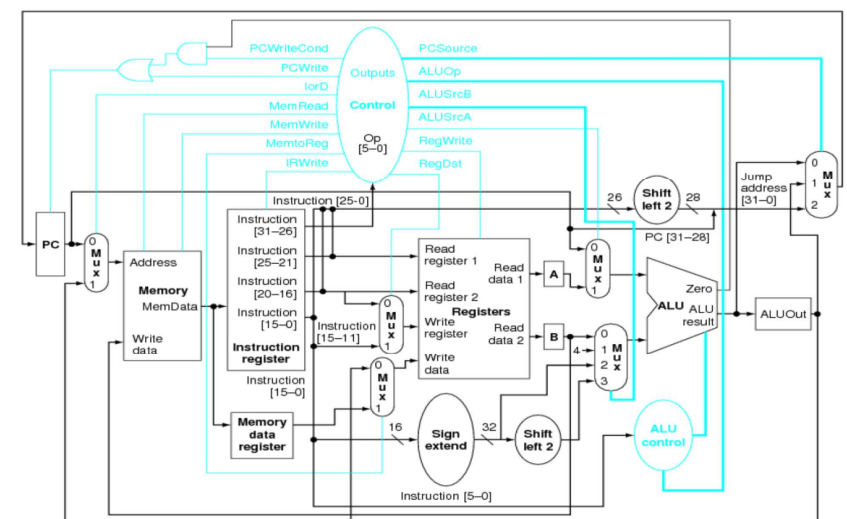 PCWriteCond
PCWrite
IorD
MemRead
MemWrite
MemtoReg
IRWrite
Outputs
Control
Op
[5–0]
PCSource
ALUOp
ALUSrcB
ALUSrcA
RegWrite
RegDst
PC
0
M
u
x
1
Address
Memory
MemData
Write
data
Instruction [25-0]
Instruction
[31–26]
Instruction
[25–21]
Instruction
[20–16]
Instruction
[15–0]
Instruction
register
Instruction
[15–0]
Memory
data
register
Instruction
[15–11]
0
M
u
x
1
0
M
u
x
1
Read
register 1
Read
register 2
Write
register
Write
data
Registers
Read
data 1
Read
data 2
16
Sign
extend
32
Shift
left 2
Instruction [5–0]
A
B
4
0
M
u
x
1
0
1
2
3
M
u
x
26
Shift
left 2
28
PC [31–28]
Jump
address
[31–0]
Zero
ALU
ALU
result
ALU
control
ALUOut
0
1
2
M
u
x